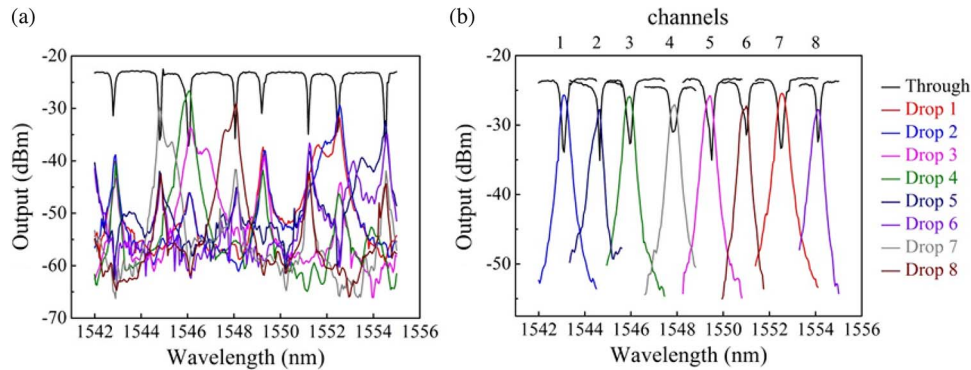 (a)
-20
-30
-40
-50
-60
-70
Output (dBm)
1542 1544 1546 1548 1550 1552 1554 1556
Wavelength (nm)
(b)
channels
1 2 3 4 5 6 7 8
-20
-30
-40
-50
Output (dBm)
1542 1544 1546 1548 1550 1552 1554 1556
Wavelength (nm)
Through
Drop 1
Drop 2
Drop 3
Drop 4
Drop 5
Drop 6
Drop 7
Drop 8